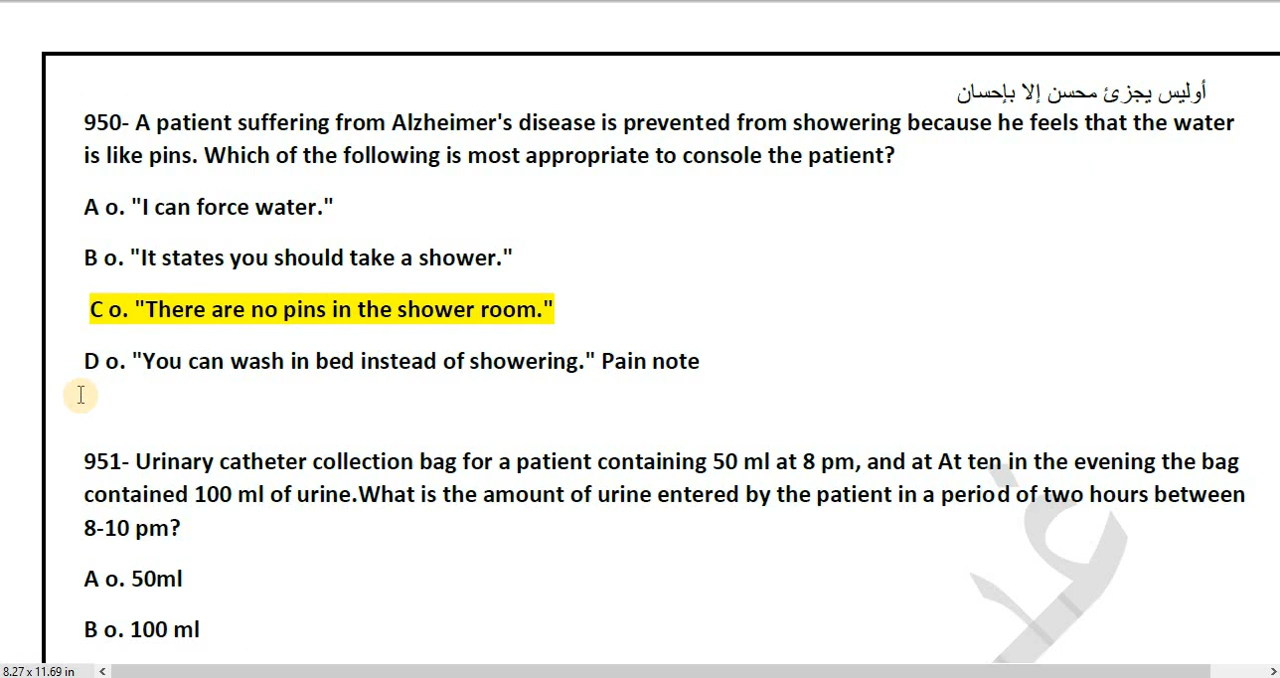 أوليس يجزئ محسن إلا بإحسان
950- A patient suffering from Alzheimer's disease is prevented from showering because he feels that the water
is like pins. Which of the following is most appropriate to console the patient?
A o. "I can force water."
B o. "It states you should take a shower."
C o. "There are no pins in the shower room."
D o. "You can wash in bed instead of showering." Pain note
951- Urinary catheter collection bag for a patient containing 50 ml at 8 pm, and at At ten in the evening the bag
contained 100 ml of urine.What is the amount of urine entered by the patient in a period of two hours between
8-10 pm?
A o. 50ml
B o. 100 ml
8.27 x 11.69 in